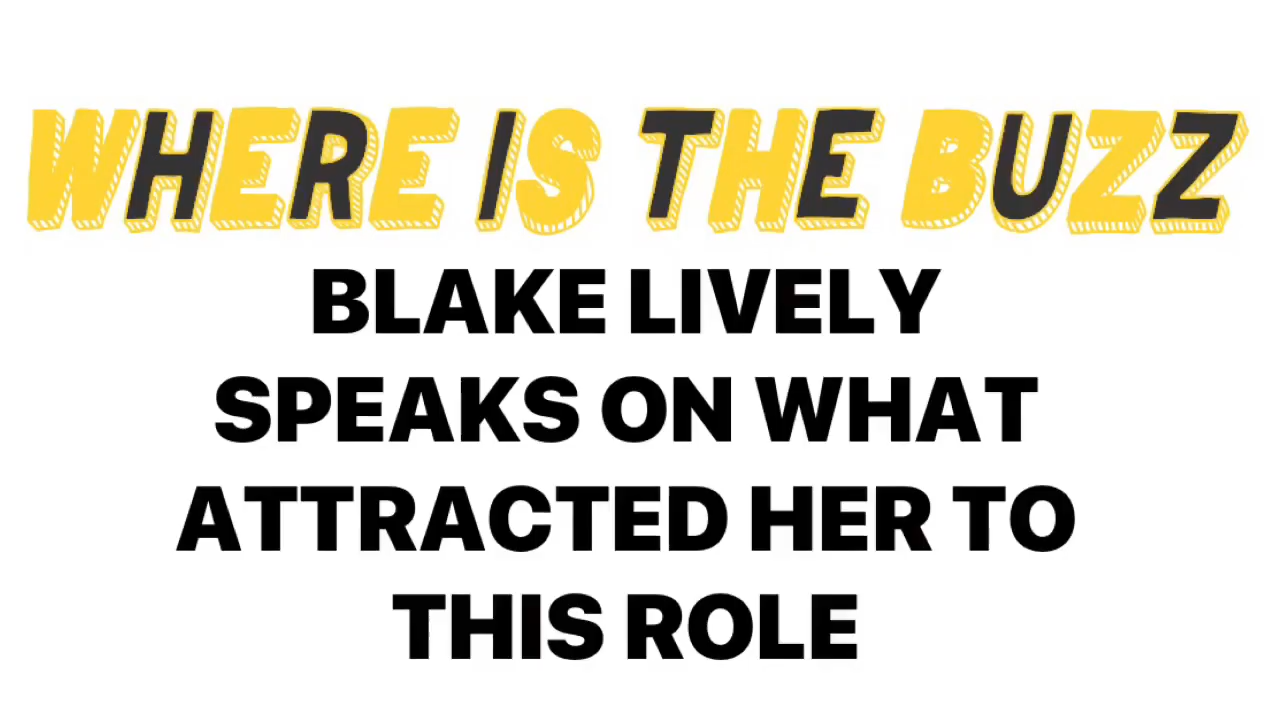 WHERE IS THE BUZZ
BLAKE LIVELY
SPEAKS ON WHAT
ATTRACTED HER TO
THIS ROLE